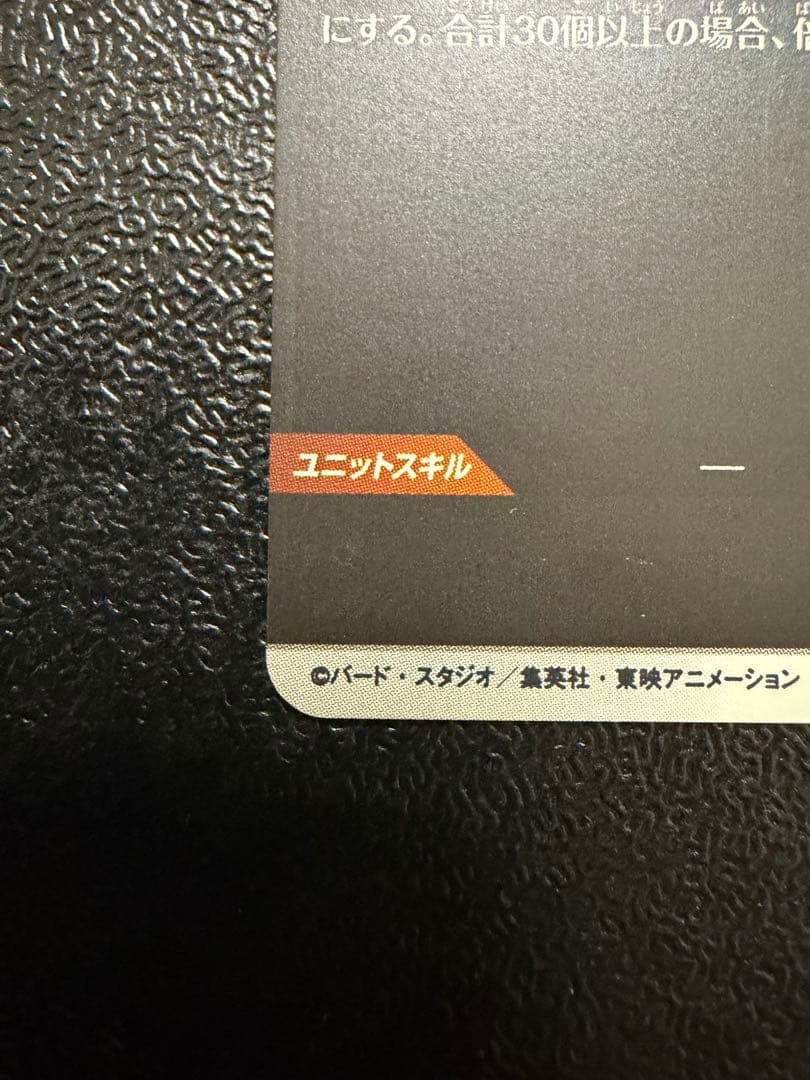 にする。合計30個以上の場合、倍
ユニットスキル
—
©バード・スタジオ／集英社・東映アニメーション